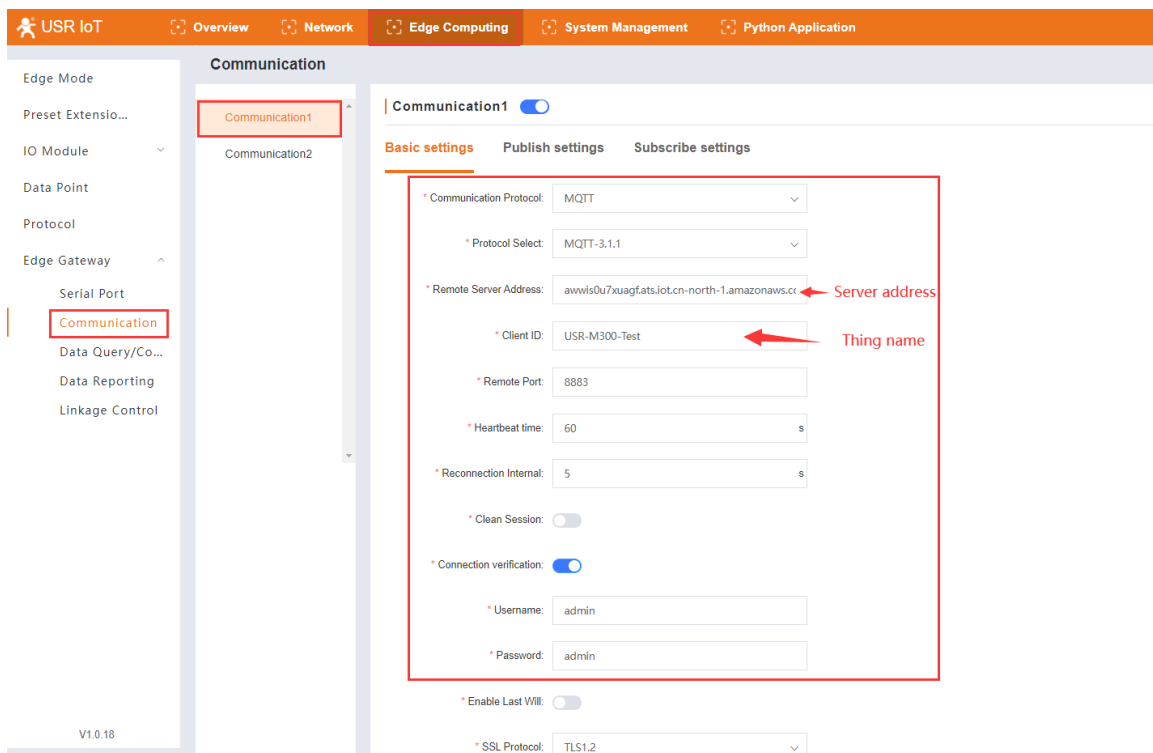 USR IoT Overview Network Edge Computing System Management Python Application
Communication
Edge Mode
Preset Extensio...
IO Module
Data Point
Protocol
Edge Gateway
Serial Port
Communication
Data Query/Co...
Data Reporting
Linkage Control
V1.0.18
Communication1
Communication2
Communication1
Basic settings Publish settings Subscribe settings
* Communication Protocol: MQTT
* Protocol Select: MQTT-3.1.1
* Remote Server Address: awwis0u7xuagf.ats.iot.cn-north-1.amazonaws.cc Server address
* Client ID: USR-M300-Test Thing name
* Remote Port: 8883
* Heartbeat time: 60 s
* Reconnection Internal: 5 s
* Clean Session:
* Connection verification:
* Username: admin
* Password: admin
* Enable Last Will:
* SSL Protocol: TLS1.2